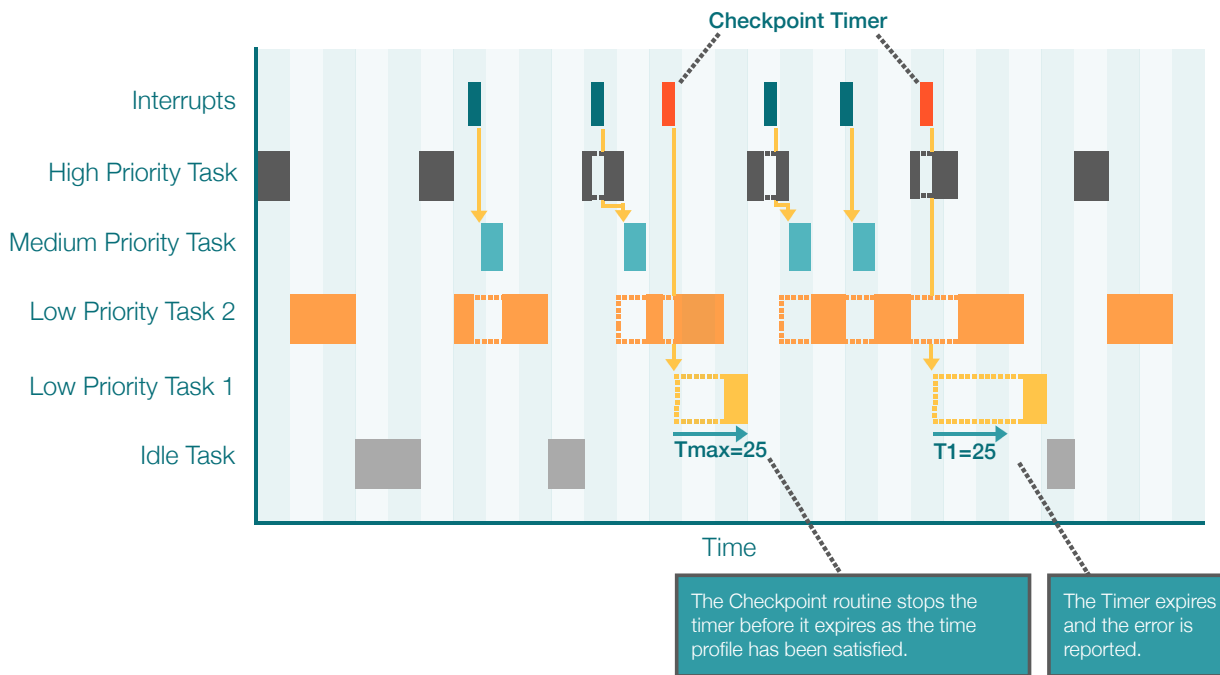 Checkpoint Timer
Interrupts
High Priority Task
Medium Priority Task
Low Priority Task 2
Low Priority Task 1
Idle Task
Tmax=25
T1=25
Time
The Checkpoint routine stops the
timer before it expires as the time
profile has been satisfied.
The Timer expires
and the error is
reported.